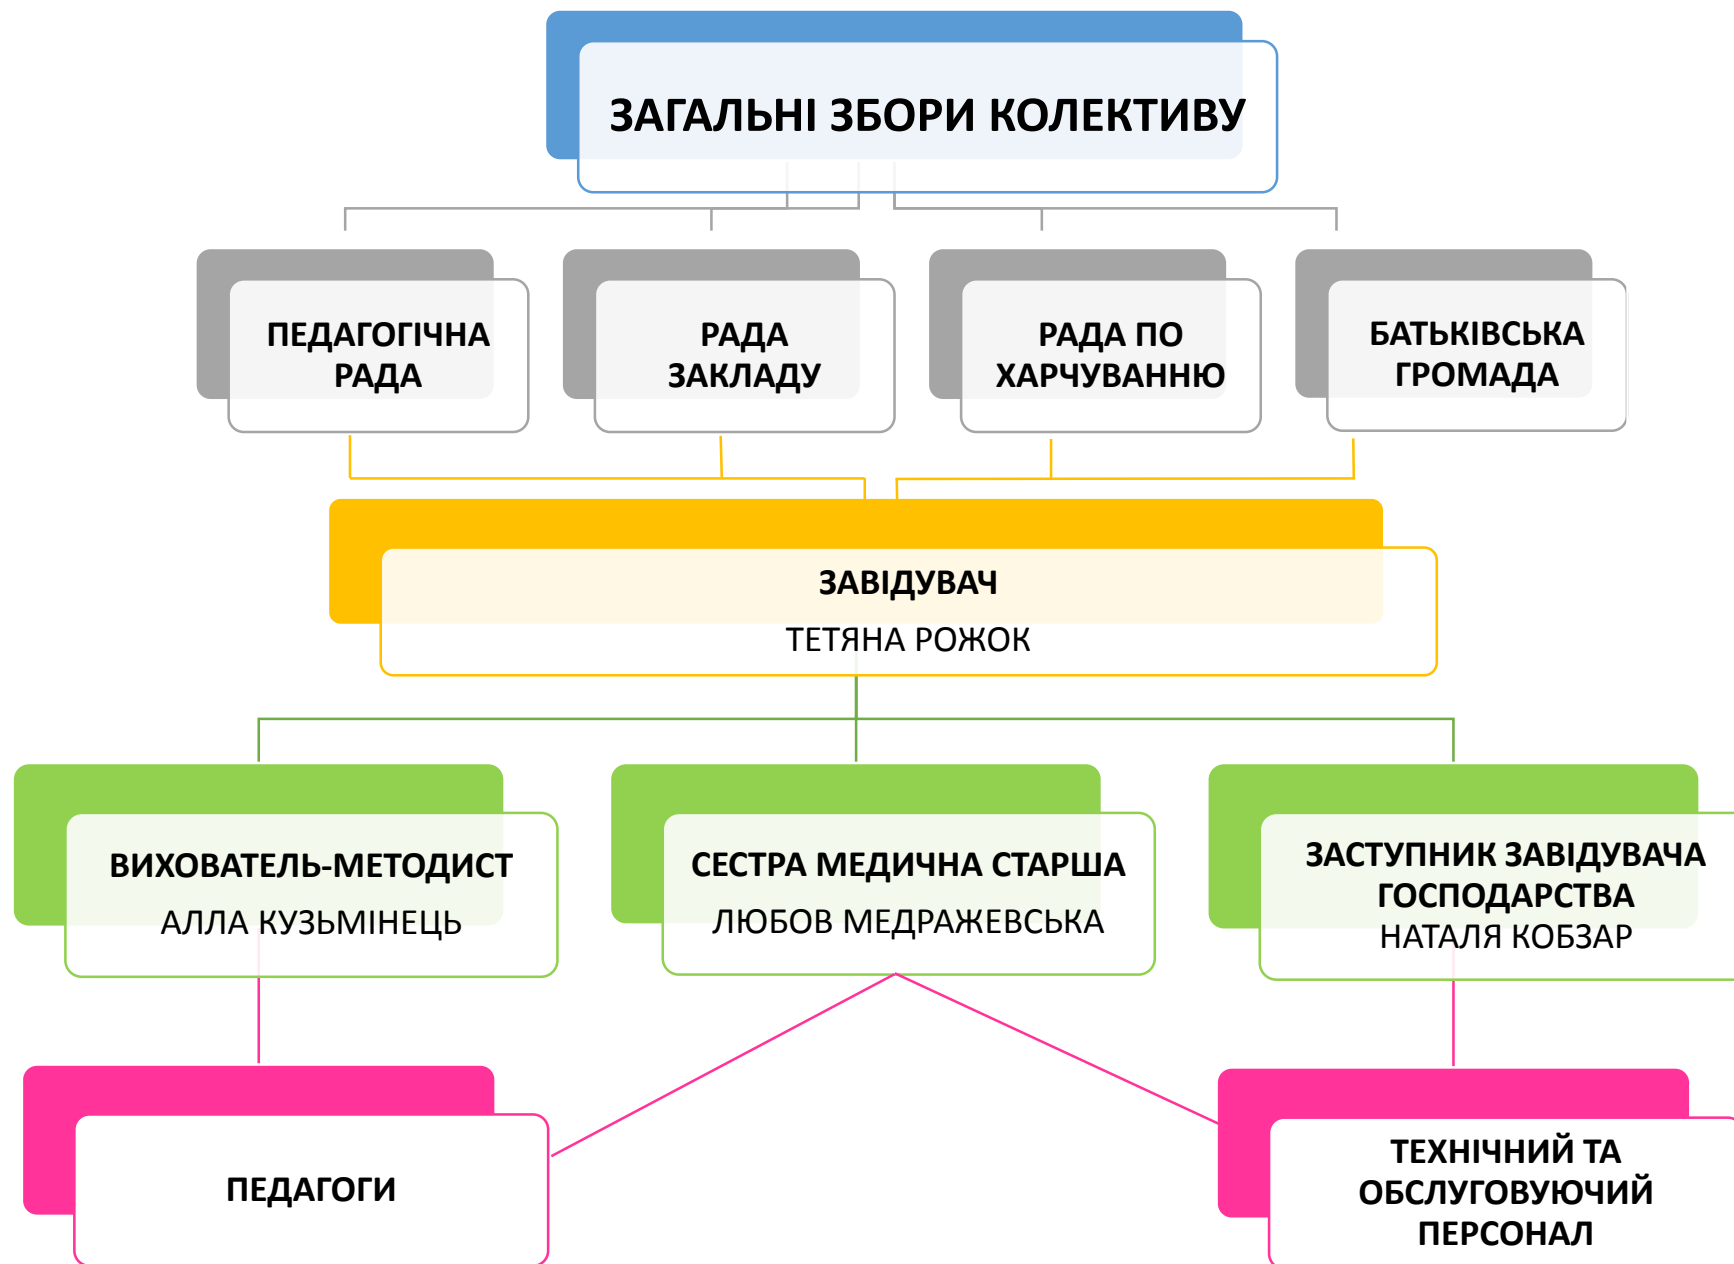 ЗАГАЛЬНІ ЗБОРИ КОЛЕКТИВУ
ПЕДАГОГІЧНА
РАДА
РАДА
ЗАКЛАДУ
РАДА ПО
ХАРЧУВАННЮ
БАТЬКІВСЬКА
ГРОМАДА
ЗАВІДУВАЧ
ТЕТЯНА РОЖОК
ВИХОВАТЕЛЬ-МЕТОДИСТ
АЛЛА КУЗЬМІНЕЦЬ
СЕСТРА МЕДИЧНА СТАРША
ЛЮБОВ МЕДРАЖЕВСЬКА
ЗАСТУПНИК ЗАВІДУВАЧА
ГОСПОДАРСТВА
НАТАЛЯ КОБЗАР
ПЕДАГОГИ
ТЕХНІЧНИЙ ТА
ОБСЛУГОВУЮЧИЙ
ПЕРСОНАЛ